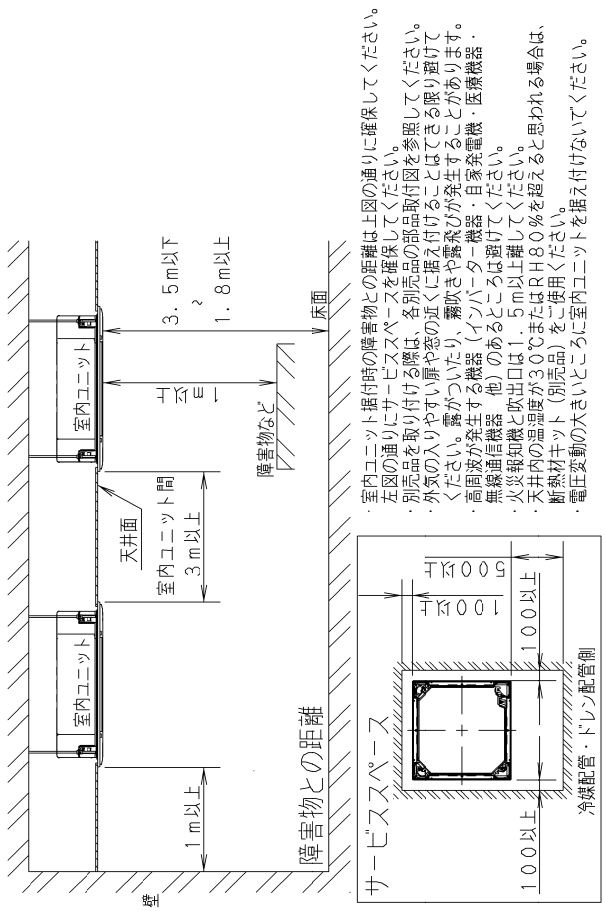 壁
1m以上
室内ユニット
天井面
室内ユニット間
3m以上
室内ユニット
1m以上
障害物など
3.5m以下
~
1.8m以上
床面
障害物との距離
サービススペース
100以上
100以上
100以上
500以上
冷媒配管・ドレン配管側
・室内ユニット据付時の障害物との距離は上図の通りに確保してください。
左図の通りにサービススペースを確保してください。
・別売品を取り付ける際は、各別売品の部品取付図を参照してください。
・外気の入りやすい扉や窓の近くに据え付けることはできる限り避けて
ください。露がついたり、霧吹きや露飛びが発生することがあります。
・高周波が発生する機器（インバーター機器・自家発電機・医療機器・
無線通信機器 他）のあるところは避けてください。
・火災報知機と吹出口は1.5m以上離してください。
・天井内の温湿度が30℃またはRH80%を超えると思われる場合は、
断熱材キット（別売品）をご使用ください。
・電圧変動の大きいところに室内ユニットを据え付けないでください。